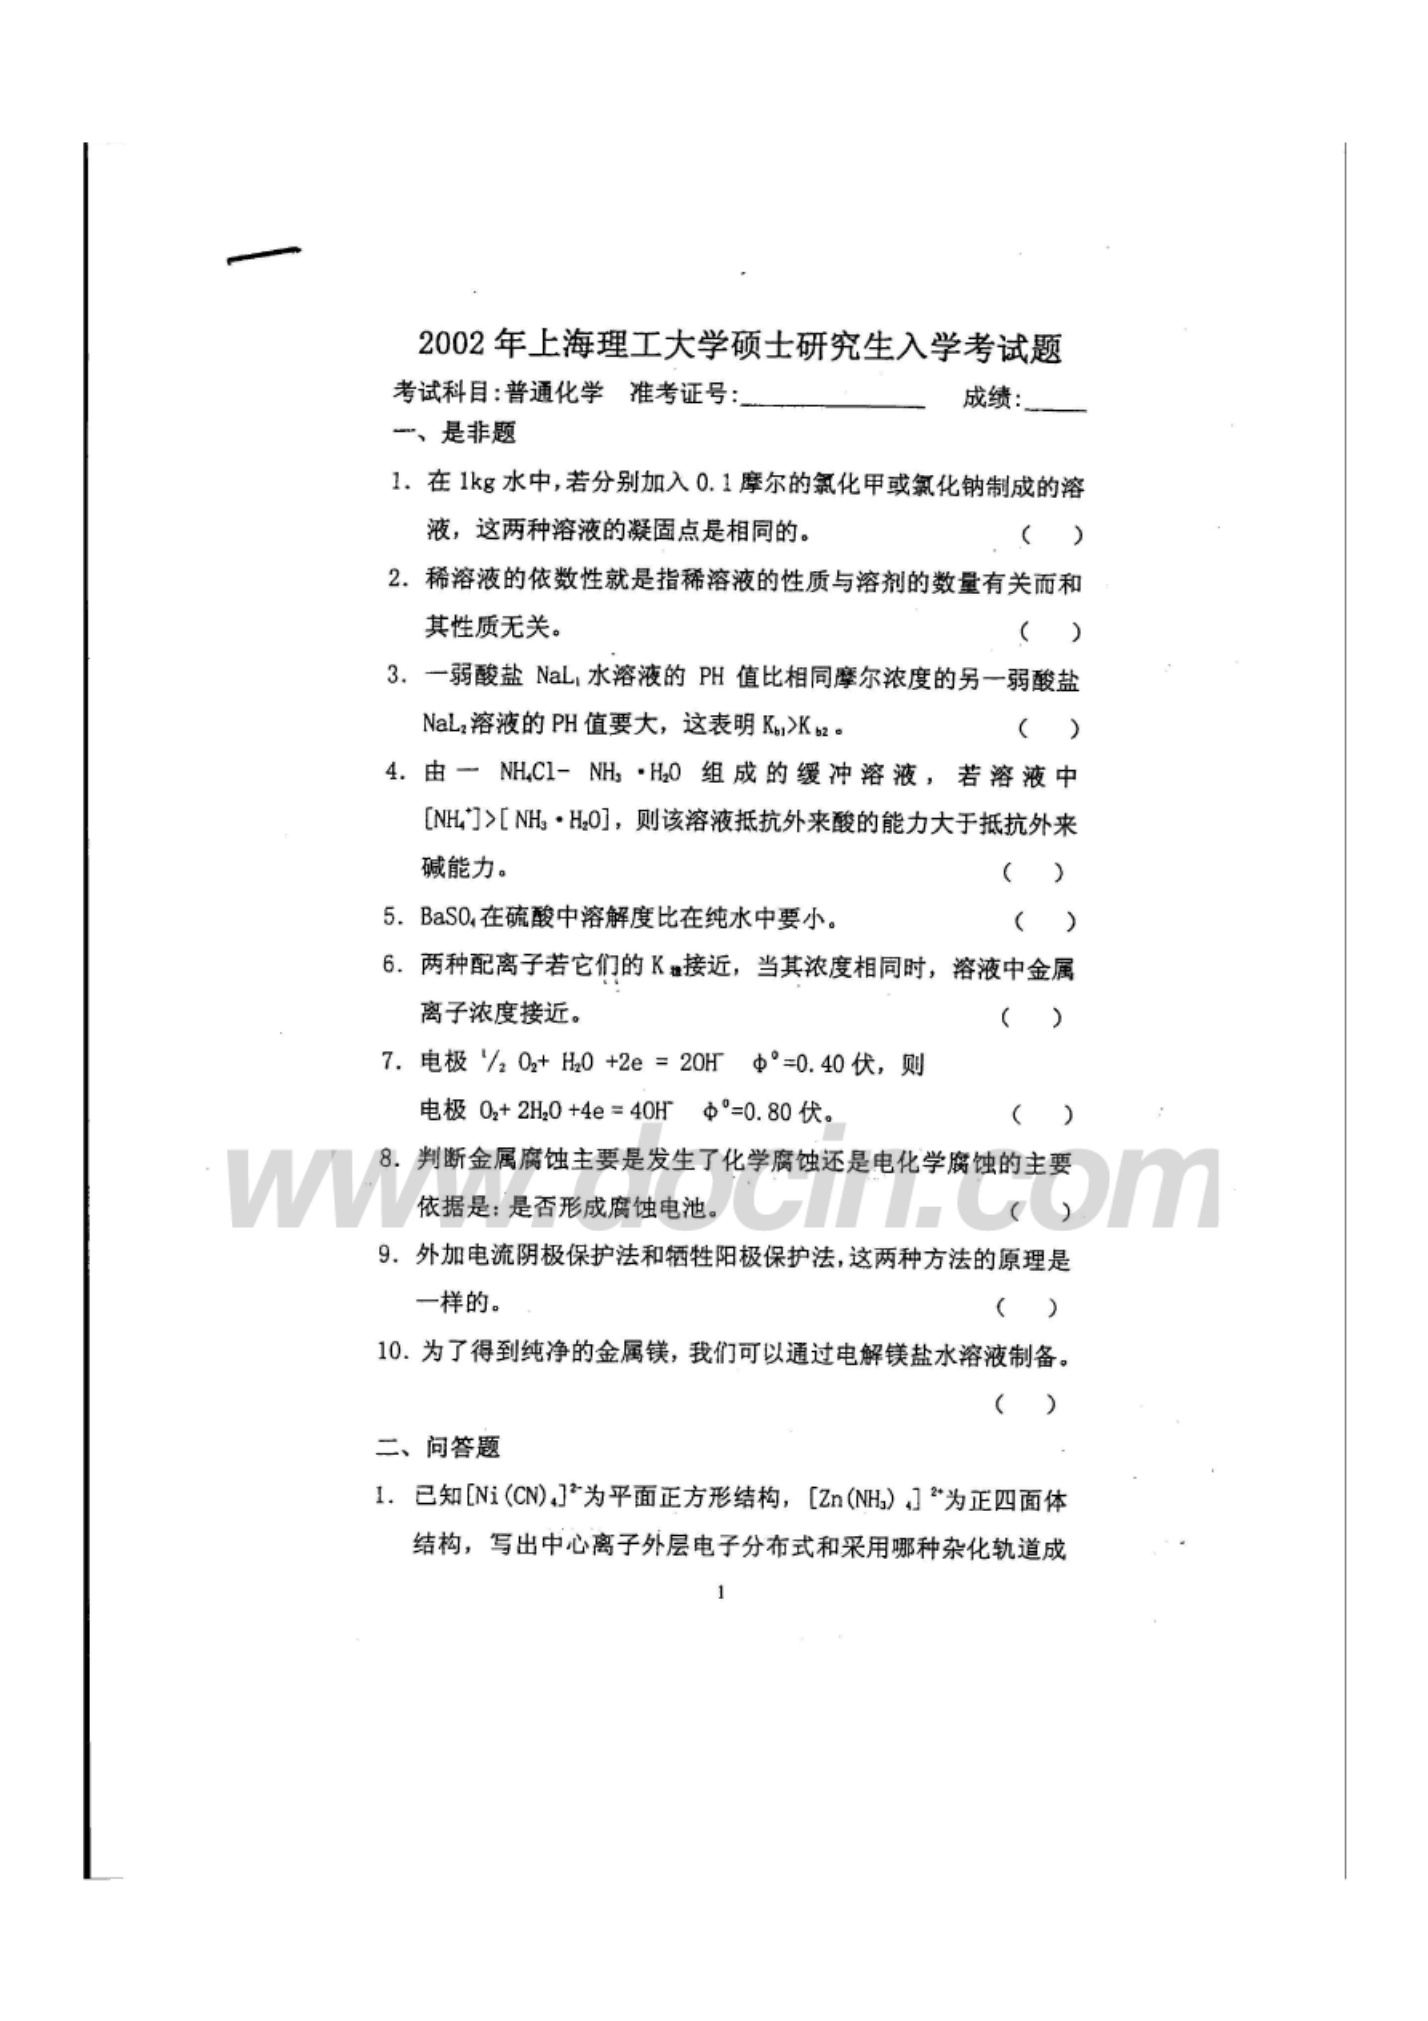 2002年上海理工大学硕士研究生入学考试题
考试科目:普通化学 准考证号:______________ 成绩:_____
一、是非题
1. 在1kg水中,若分别加入0.1摩尔的氯化甲或氯化钠制成的溶
液，这两种溶液的凝固点是相同的。 ( )
2. 稀溶液的依数性就是指稀溶液的性质与溶剂的数量有关而和
其性质无关。 ( )
3. 一弱酸盐 NaL₁水溶液的 PH 值比相同摩尔浓度的另一弱酸盐
NaL₂溶液的PH值要大，这表明Kb1>Kb2。 ( )
4. 由一 NH₄Cl- NH₃·H₂O 组成的缓冲溶液，若溶液中
[NH₄⁺]>[NH₃·H₂O]，则该溶液抵抗外来酸的能力大于抵抗外来
碱能力。 ( )
5. BaSO₄在硫酸中溶解度比在纯水中要小。 ( )
6. 两种配离子若它们的K稳接近，当其浓度相同时，溶液中金属
离子浓度接近。 ( )
7. 电极 1/2 O₂+ H₂O +2e = 2OH⁻ φ⁰=0.40伏，则
电极 O₂+ 2H₂O +4e = 4OH⁻ φ⁰=0.80伏。 ( )
8. 判断金属腐蚀主要是发生了化学腐蚀还是电化学腐蚀的主要
依据是：是否形成腐蚀电池。 ( )
www.docin.com
9. 外加电流阴极保护法和牺牲阳极保护法,这两种方法的原理是
一样的。 ( )
10. 为了得到纯净的金属镁，我们可以通过电解镁盐水溶液制备。
( )
二、问答题
1. 已知[Ni(CN)₄]²⁻为平面正方形结构，[Zn(NH₃)₄]²⁺为正四面体
结构，写出中心离子外层电子分布式和采用哪种杂化轨道成
1